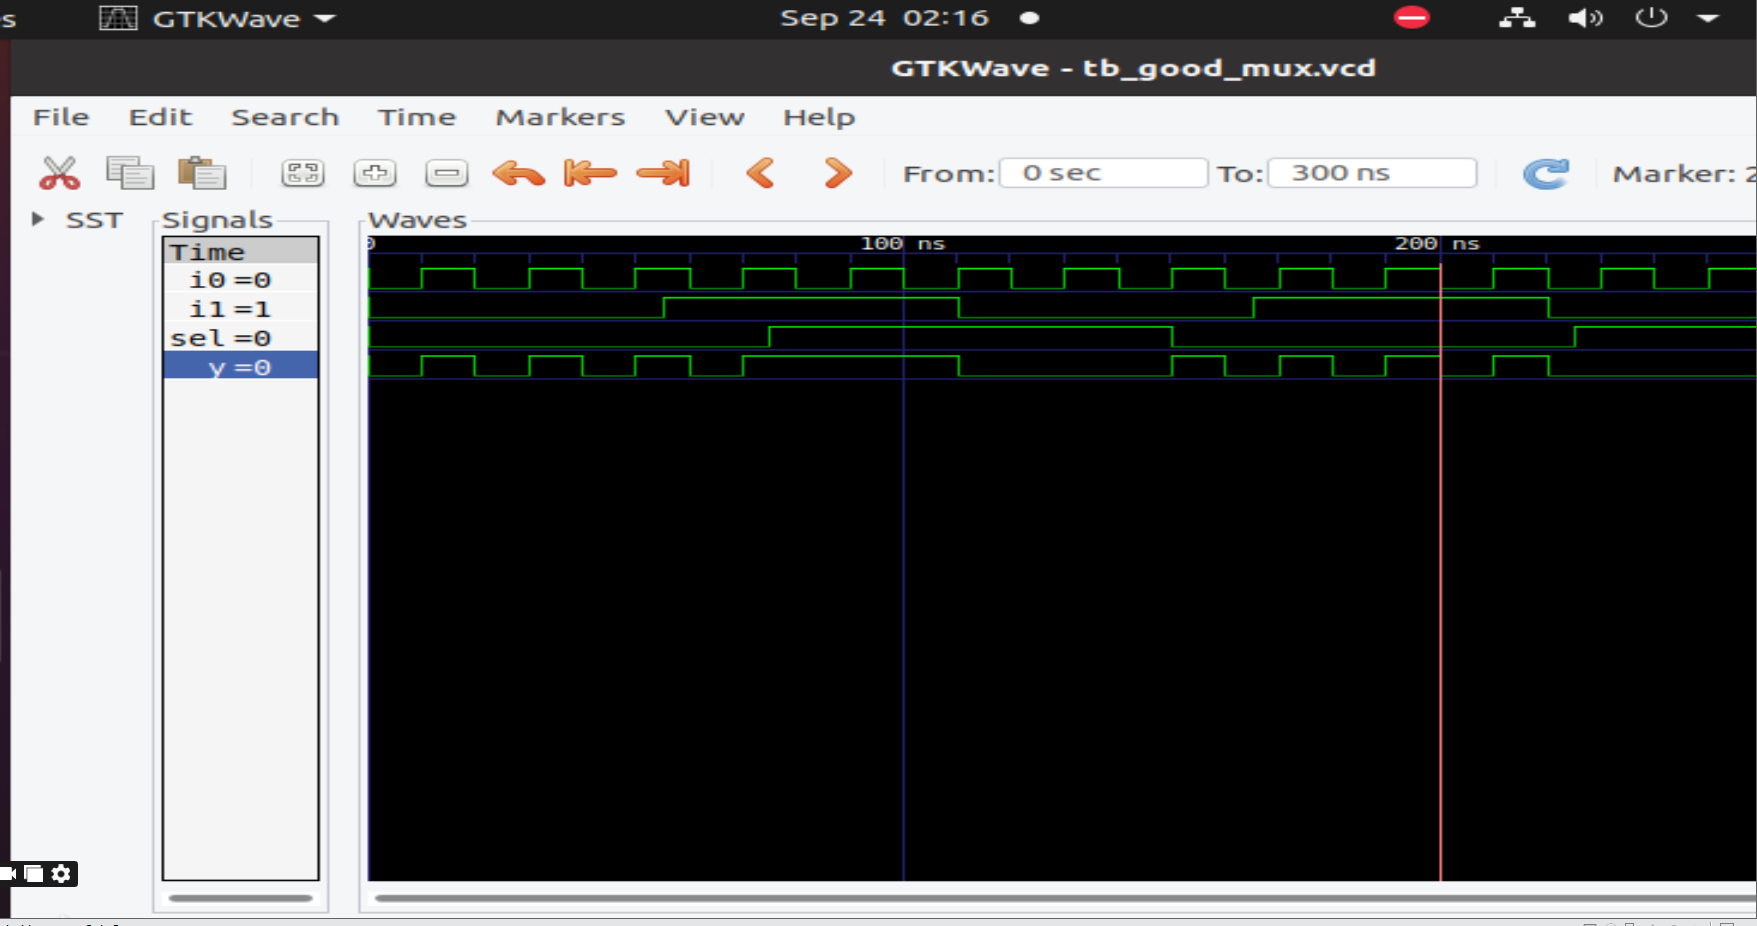 s GTKWave Sep 24 02:16
GTKWave - tb_good_mux.vcd
File Edit Search Time Markers View Help
From: 0 sec To: 300 ns Marker: 2
SST Signals Waves
Time 0 100 ns 200 ns
i0 =0
i1 =1
sel =0
y =0